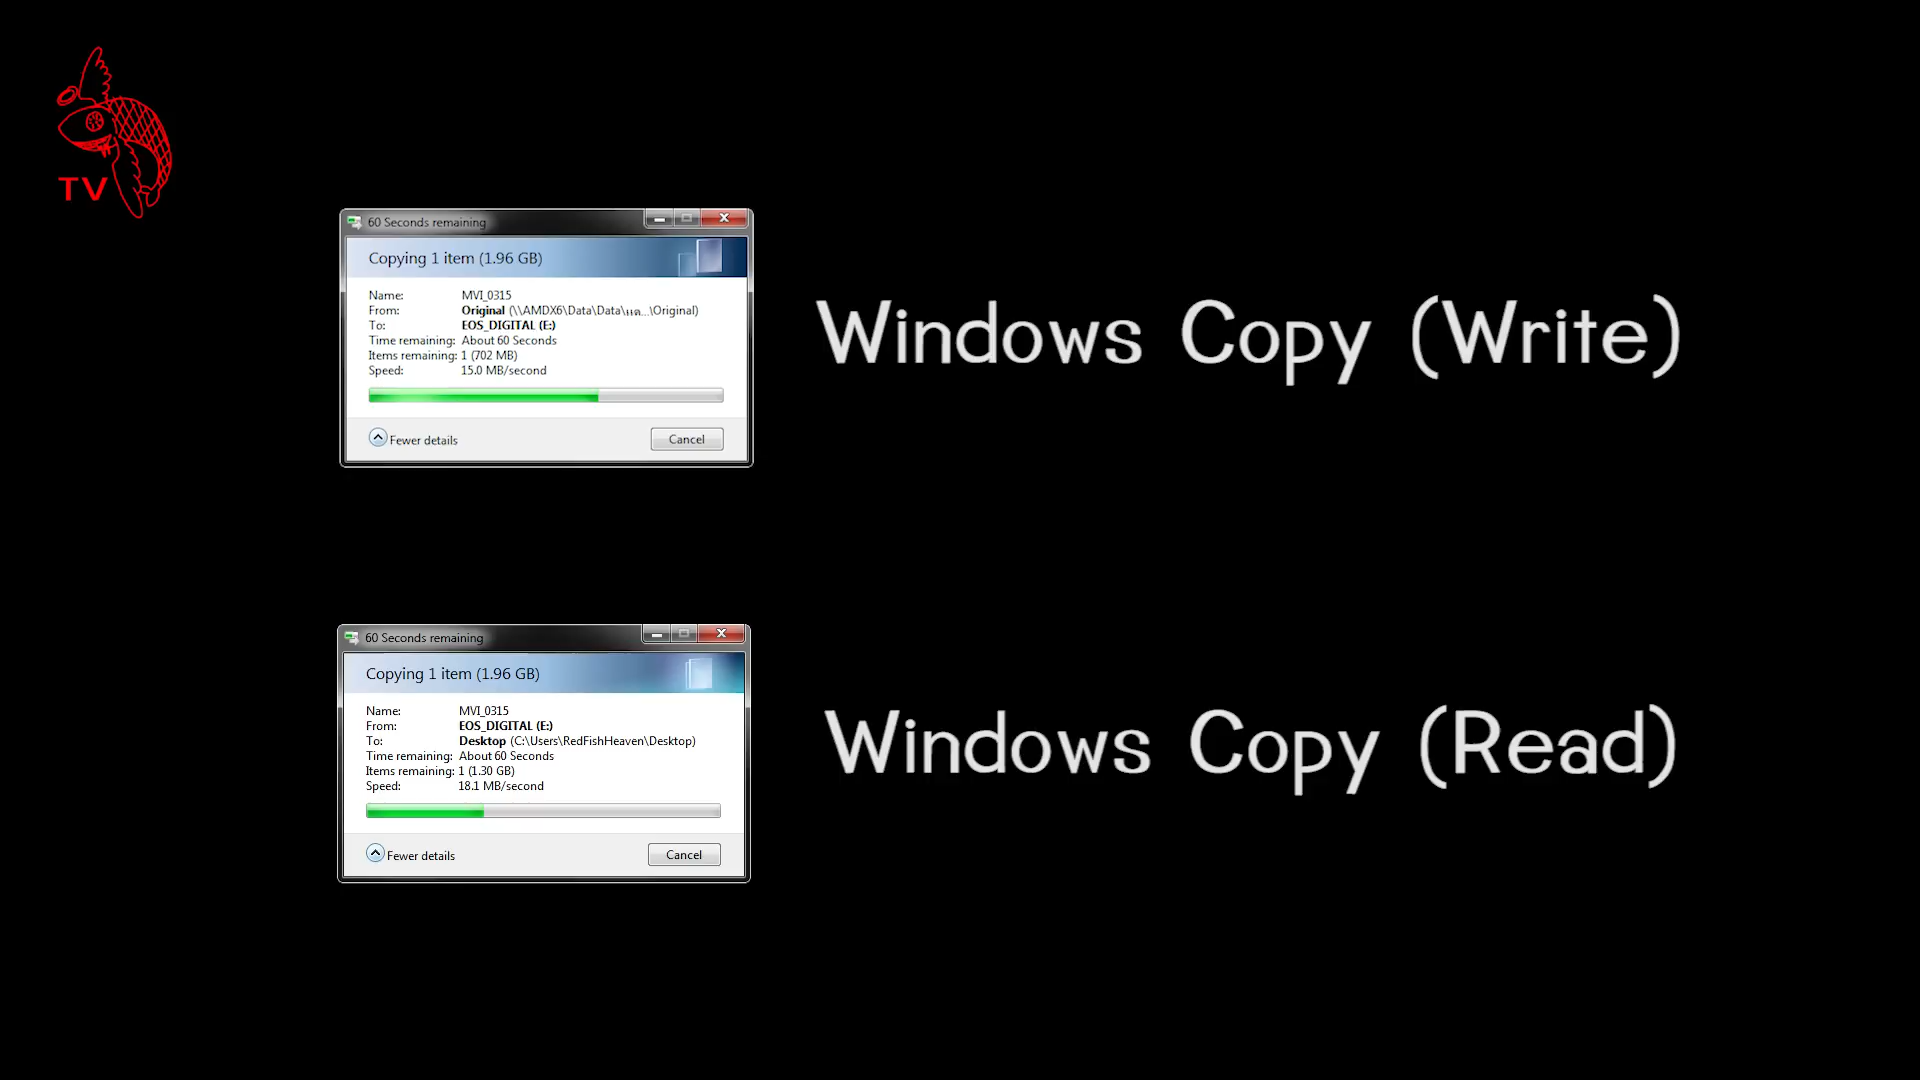 TV
60 Seconds remaining
Copying 1 item (1.96 GB)
Name: MVI_0315
From: Original (\\AMDX6\Data\Data\แด...\Original)
To: EOS_DIGITAL (E:)
Time remaining: About 60 Seconds
Items remaining: 1 (702 MB)
Speed: 15.0 MB/second
Fewer details
Cancel
Windows Copy (Write)
60 Seconds remaining
Copying 1 item (1.96 GB)
Name: MVI_0315
From: EOS_DIGITAL (E:)
To: Desktop (C:\Users\RedFishHeaven\Desktop)
Time remaining: About 60 Seconds
Items remaining: 1 (1.30 GB)
Speed: 18.1 MB/second
Fewer details
Cancel
Windows Copy (Read)